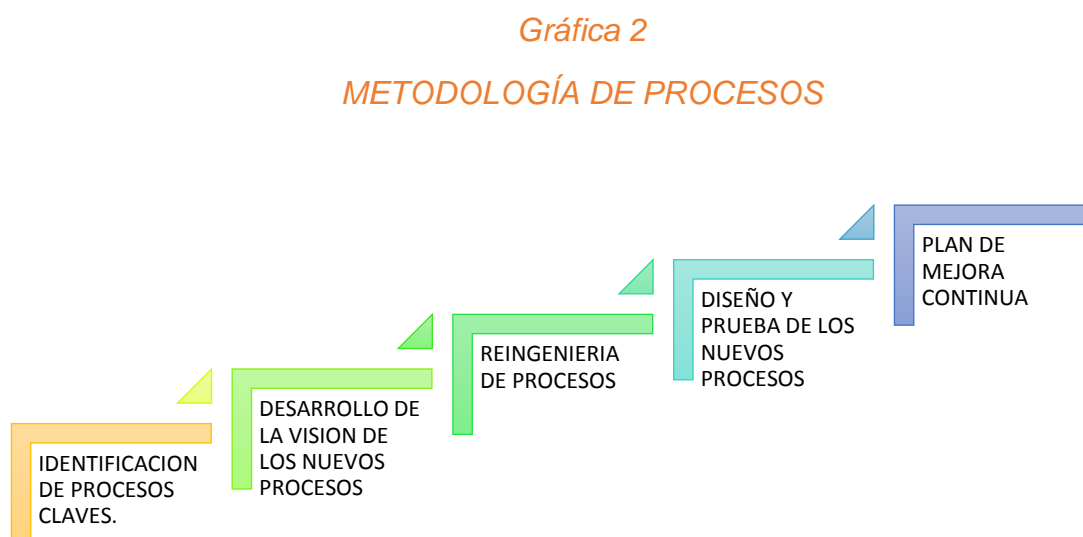 Gráfica 2
METODOLOGÍA DE PROCESOS
IDENTIFICACION
DE PROCESOS
CLAVES.
DESARROLLO DE
LA VISION DE
LOS NUEVOS
PROCESOS
REINGENIERIA
DE PROCESOS
DISEÑO Y
PRUEBA DE LOS
NUEVOS
PROCESOS
PLAN DE
MEJORA
CONTINUA